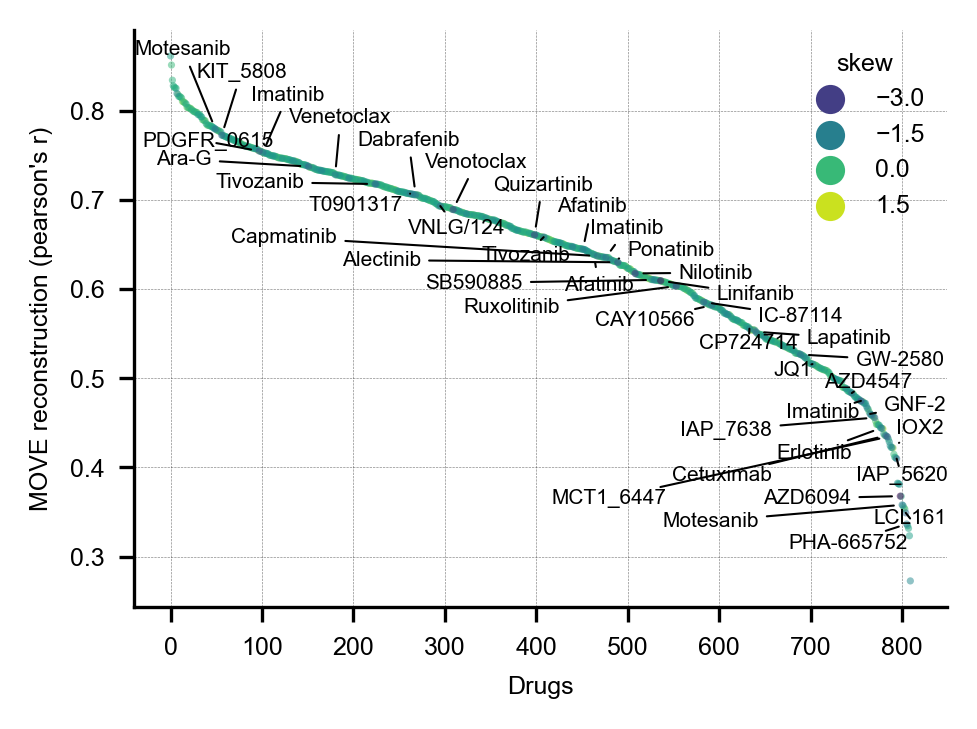 Motesanib
KIT_5808
Imatinib
Venetoclax
PDGFR_0615
Dabrafenib
Ara-G
Venotoclax
Tivozanib
Quizartinib
T0901317
Afatinib
VNLG/124
Imatinib
Capmatinib
Ponatinib
Tivozanib
Alectinib
Nilotinib
SB590885
Afatinib
Linifanib
Ruxolitinib
IC-87114
CAY10566
Lapatinib
CP724714
GW-2580
JQ1
AZD4547
GNF-2
Imatinib
IOX2
IAP_7638
Erlotinib
Cetuximab
IAP_5620
MCT1_6447
AZD6094
Motesanib
LCL161
PHA-665752
skew
−3.0
−1.5
0.0
1.5
MOVE reconstruction (pearson's r)
0.8
0.7
0.6
0.5
0.4
0.3
0 100 200 300 400 500 600 700 800
Drugs